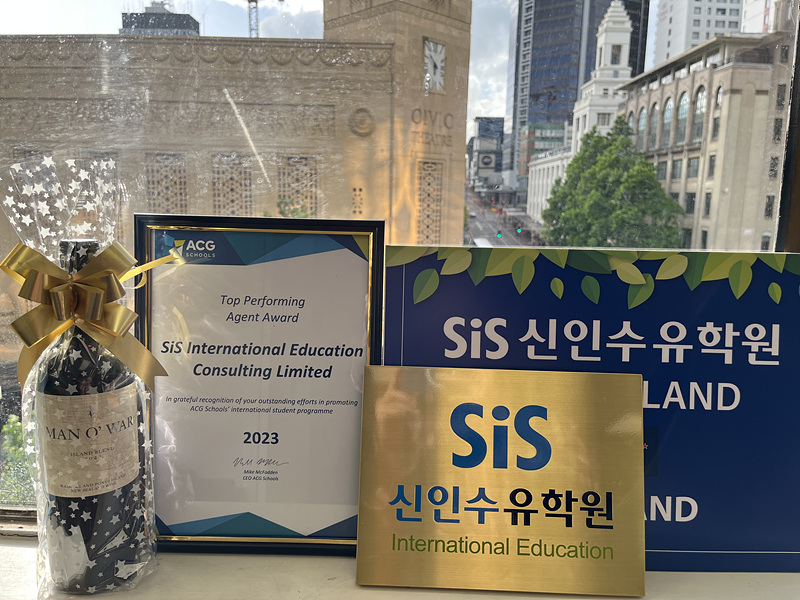 MAN O' WAR
ISLAND BLEND
ACG
SCHOOLS
Top Performing
Agent Award
SiS International Education
Consulting Limited
In grateful recognition of your outstanding efforts in promoting
ACG Schools' international student programme
2023
Mike McFadden
CEO ACG Schools
SiS 신인수유학원
LAND
AND
SiS
신인수유학원
International Education